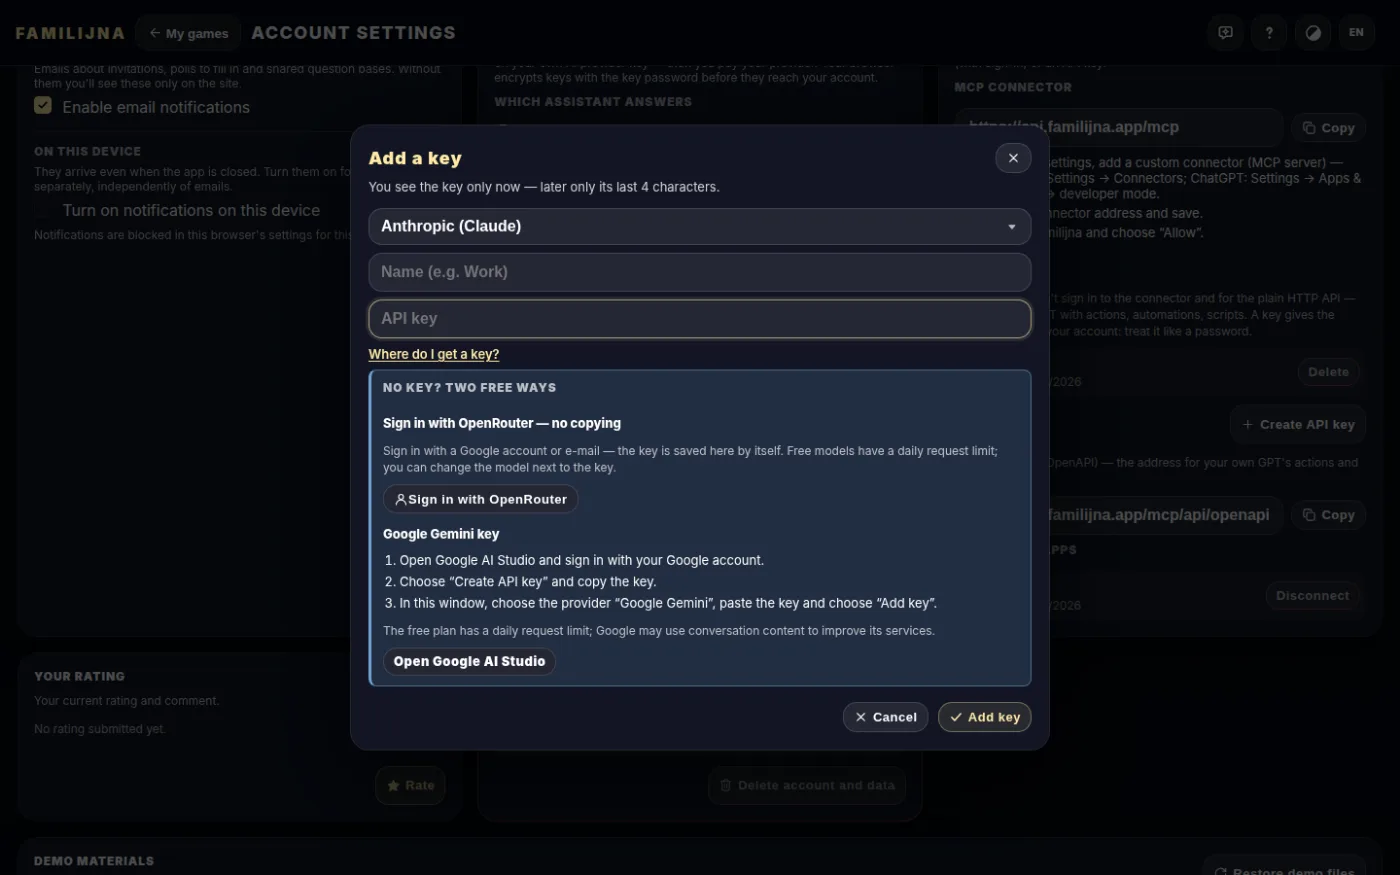 FAMILIJNA
← My games
ACCOUNT SETTINGS
?
EN
Emails about invitations, polls to fill in and shared question bases. Without
them you'll see these only on the site.
Enable email notifications
ON THIS DEVICE
They arrive even when the app is closed. Turn them on fo
separately, independently of emails.
Turn on notifications on this device
Notifications are blocked in this browser's settings for this
encrypts keys with the key password before they reach your account.
WHICH ASSISTANT ANSWERS
MCP CONNECTOR
https://api.familijna.app/mcp
Copy
ettings, add a custom connector (MCP server) —
Settings → Connectors; ChatGPT: Settings → Apps &
→ developer mode.
nnector address and save.
milijna and choose “Allow”.
't sign in to the connector and for the plain HTTP API —
T with actions, automations, scripts. A key gives the
your account: treat it like a password.
/2026
Delete
+ Create API key
OpenAPI) — the address for your own GPT's actions and
familijna.app/mcp/api/openapi
Copy
APPS
/2026
Disconnect
Add a key
You see the key only now — later only its last 4 characters.
Anthropic (Claude)
Name (e.g. Work)
API key
Where do I get a key?
NO KEY? TWO FREE WAYS
Sign in with OpenRouter — no copying
Sign in with a Google account or e-mail — the key is saved here by itself. Free models have a daily request limit;
you can change the model next to the key.
Sign in with OpenRouter
Google Gemini key
1. Open Google AI Studio and sign in with your Google account.
2. Choose “Create API key” and copy the key.
3. In this window, choose the provider “Google Gemini”, paste the key and choose “Add key”.
The free plan has a daily request limit; Google may use conversation content to improve its services.
Open Google AI Studio
Cancel
Add key
YOUR RATING
Your current rating and comment.
No rating submitted yet.
Rate
Delete account and data
DEMO MATERIALS
Restore demo files